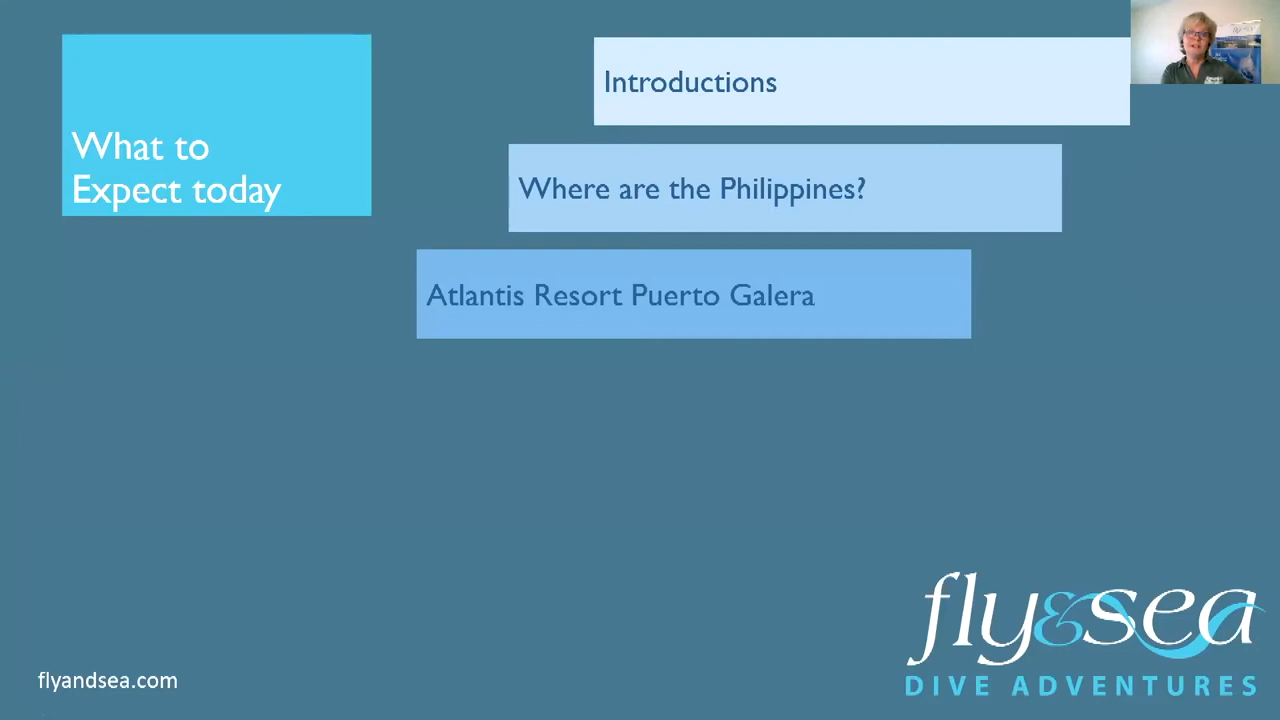 What to
Expect today
Introductions
Where are the Philippines?
Atlantis Resort Puerto Galera
fly&sea
DIVE ADVENTURES
flyandsea.com